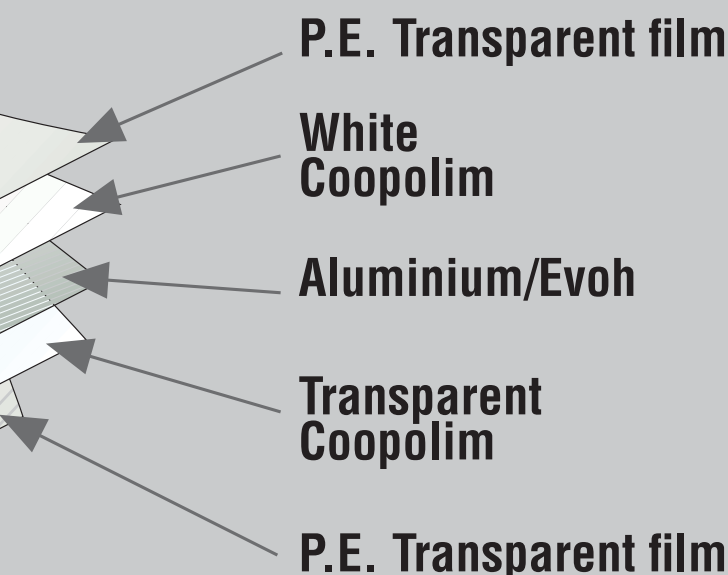 P.E. Transparent film
White
Coopolim
Aluminium/Evoh
Transparent
Coopolim
P.E. Transparent film